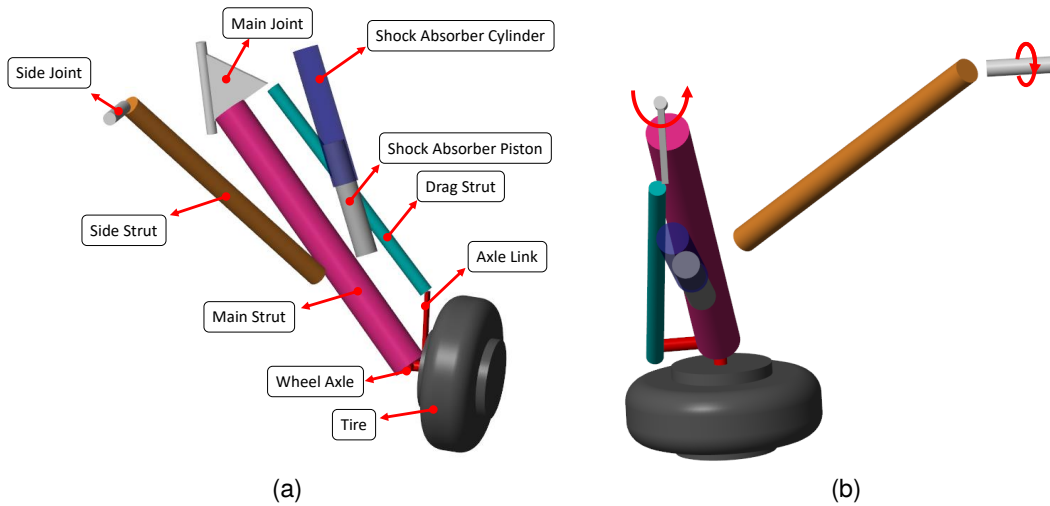 Main Joint
Shock Absorber Cylinder
Side Joint
Shock Absorber Piston
Drag Strut
Side Strut
Axle Link
Main Strut
Wheel Axle
Tire
(a)
(b)